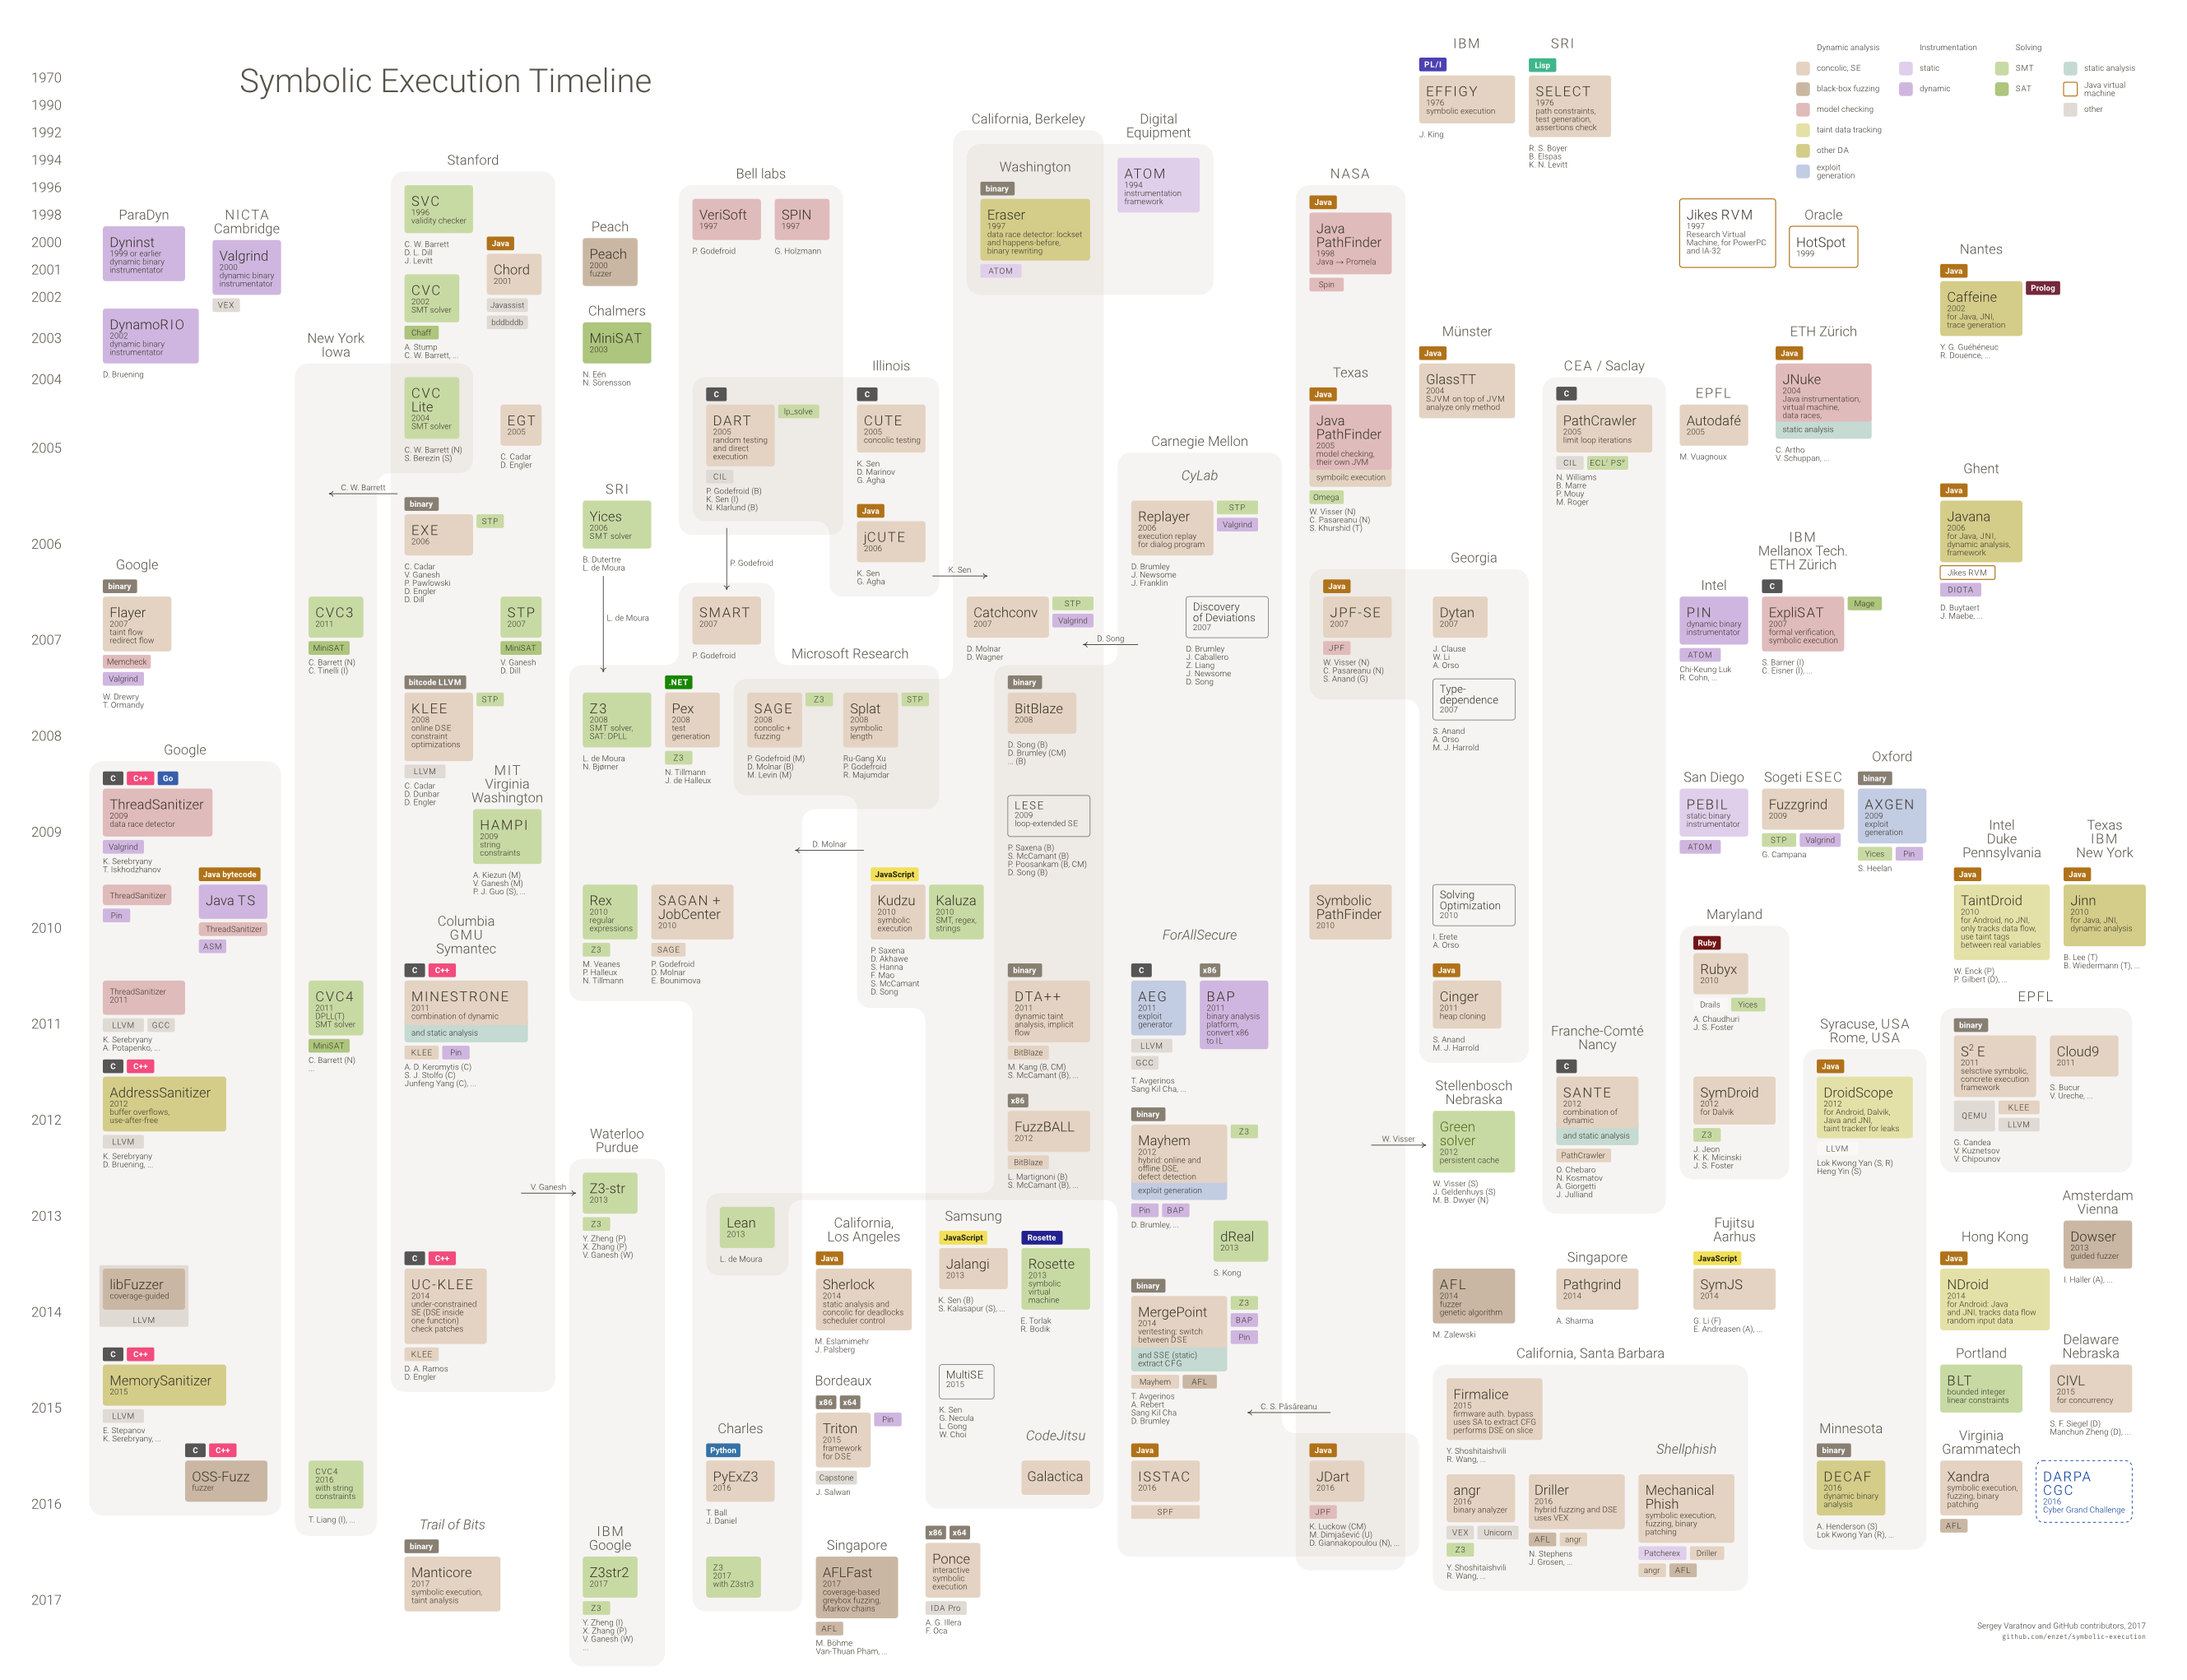 Symbolic Execution Timeline
1970
1990
1992
1994
1996
1998
2000
2001
2002
2003
2004
2005
2006
2007
2008
2009
2010
2011
2012
2013
2014
2015
2016
2017
Dynamic analysis
concolic, SE
black-box fuzzing
model checking
taint data tracking
other DA
exploit
generation
Instrumentation
static
dynamic
Solving
SMT
SAT
static analysis
Java virtual
machine
other
ParaDyn
Dyninst
1999 or earlier
dynamic binary
instrumentator
DynamoRIO
2002
dynamic binary
instrumentator
D. Bruening
NICTA
Cambridge
Valgrind
2000
dynamic binary
instrumentator
VEX
Google
binary
Flayer
2007
taint flow
redirect flow
Memcheck
Valgrind
W. Drewry
T. Ormandy
Google
C
C++
Go
ThreadSanitizer
2009
data race detector
Valgrind
K. Serebryany
T. Iskhodzhanov
ThreadSanitizer
Pin
Java bytecode
Java TS
ThreadSanitizer
ASM
ThreadSanitizer
2011
LLVM
GCC
K. Serebryany
A. Potapenko, ...
C
C++
AddressSanitizer
2012
buffer overflows,
use-after-free
LLVM
K. Serebryany
D. Bruening, ...
libFuzzer
coverage-guided
LLVM
C
C++
MemorySanitizer
2015
LLVM
E. Stepanov
K. Serebryany, ...
C
C++
OSS-Fuzz
fuzzer
New York
Iowa
C. W. Barrett
CVC3
2011
MiniSAT
C. Barrett (N)
C. Tinelli (I)
CVC4
2011
DPLL(T)
SMT solver
MiniSAT
C. Barrett (N)
...
CVC4
2016
with string
constraints
T. Liang (I), ...
Stanford
SVC
1996
validity checker
C. W. Barrett
D. L. Dill
J. Levitt
Java
Chord
2001
Javassist
bddbddb
CVC
2002
SMT solver
Chaff
A. Stump
C. W. Barrett, ...
CVC
Lite
2004
SMT solver
C. W. Barrett (N)
S. Berezin (S)
EGT
2005
C. Cadar
D. Engler
binary
EXE
2006
STP
C. Cadar
V. Ganesh
P. Pawlowski
D. Engler
D. Dill
STP
2007
MiniSAT
V. Ganesh
D. Dill
bitcode LLVM
KLEE
2008
online DSE
constraint
optimizations
STP
LLVM
C. Cadar
D. Dunbar
D. Engler
MIT
Virginia
Washington
HAMPI
2009
string
constraints
A. Kiezun (M)
V. Ganesh (M)
P. J. Guo (S), ...
Columbia
GMU
Symantec
C
C++
MINESTRONE
2011
combination of dynamic
and static analysis
KLEE
Pin
A. D. Keromytis (C)
S. J. Stolfo (C)
Junfeng Yang (C), ...
V. Ganesh
C
C++
UC-KLEE
2014
under-constrained
SE (DSE inside
one function)
check patches
KLEE
D. A. Ramos
D. Engler
Trail of Bits
binary
Manticore
2017
symbolic execution,
taint analysis
Peach
Peach
2000
fuzzer
Chalmers
MiniSAT
2003
N. Eén
N. Sörensson
SRI
Yices
2006
SMT solver
B. Dutertre
L. de Moura
L. de Moura
Bell labs
VeriSoft
1997
P. Godefroid
SPIN
1997
G. Holzmann
C
DART
2005
random testing
and direct
execution
lp_solve
CIL
P. Godefroid (B)
K. Sen (I)
N. Klarlund (B)
P. Godefroid
SMART
2007
P. Godefroid
Illinois
C
CUTE
2005
concolic testing
K. Sen
D. Marinov
G. Agha
Java
jCUTE
2006
K. Sen
G. Agha
K. Sen
Microsoft Research
Z3
2008
SMT solver,
SAT: DPLL
L. de Moura
N. Bjørner
.NET
Pex
2008
test
generation
Z3
N. Tillmann
J. de Halleux
SAGE
2008
concolic +
fuzzing
Z3
P. Godefroid (M)
D. Molnar (B)
M. Levin (M)
Splat
2008
symbolic
length
STP
Ru-Gang Xu
P. Godefroid
R. Majumdar
D. Molnar
Rex
2010
regular
expressions
Z3
M. Veanes
P. Halleux
N. Tillmann
SAGAN +
JobCenter
2010
SAGE
P. Godefroid
D. Molnar
E. Bounimova
JavaScript
Kudzu
2010
symbolic
execution
P. Saxena
D. Akhawe
S. Hanna
F. Mao
S. McCamant
D. Song
Kaluza
2010
SMT, regex,
strings
Waterloo
Purdue
Z3-str
2013
Z3
Y. Zheng (P)
X. Zhang (P)
V. Ganesh (W)
IBM
Google
Z3str2
2017
Z3
Y. Zheng (I)
X. Zhang (P)
V. Ganesh (W)
...
Lean
2013
L. de Moura
Charles
Python
PyExZ3
2016
T. Ball
J. Daniel
Z3
2017
with Z3str3
California,
Los Angeles
Java
Sherlock
2014
static analysis and
concolic for deadlocks
scheduler control
M. Eslamimehr
J. Palsberg
Bordeaux
x86
x64
Triton
2015
framework
for DSE
Pin
Capstone
J. Salwan
Singapore
AFLFast
2017
coverage-based
greybox fuzzing,
Markov chains
AFL
M. Böhme
Van-Thuan Pham, ...
California, Berkeley
Washington
binary
Eraser
1997
data race detector: lockset
and happens-before,
binary rewriting
ATOM
Digital
Equipment
ATOM
1994
instrumentation
framework
Catchconv
2007
STP
Valgrind
D. Molnar
D. Wagner
D. Song
binary
BitBlaze
2008
D. Song (B)
D. Brumley (CM)
... (B)
LESE
2009
loop-extended SE
P. Saxena (B)
S. McCamant (B)
P. Poosankam (B, CM)
D. Song (B)
binary
DTA++
2011
dynamic taint
analysis, implicit
flow
BitBlaze
M. Kang (B, CM)
S. McCamant (B), ...
x86
FuzzBALL
2012
BitBlaze
L. Martignoni (B)
S. McCamant (B), ...
Samsung
JavaScript
Jalangi
2013
K. Sen (B)
S. Kalasapur (S), ...
Rosette
Rosette
2013
symbolic
virtual
machine
E. Torlak
R. Bodik
MultiSE
2015
K. Sen
G. Necula
L. Gong
W. Choi
CodeJitsu
Galactica
x86
x64
Ponce
interactive
symbolic
execution
IDA Pro
A. G. Illera
F. Oca
Carnegie Mellon
CyLab
Replayer
2006
execution replay
for dialog program
STP
Valgrind
D. Brumley
J. Newsome
J. Franklin
Discovery
of Deviations
2007
D. Brumley
J. Caballero
Z. Liang
J. Newsome
D. Song
ForAllSecure
C
AEG
2011
exploit
generator
LLVM
GCC
T. Avgerinos
Sang Kil Cha, ...
x86
BAP
2011
binary analysis
platform,
convert x86
to IL
binary
Mayhem
2012
hybrid: online and
offline DSE,
defect detection
exploit generation
Z3
Pin
BAP
D. Brumley, ...
dReal
2013
S. Kong
binary
MergePoint
2014
veritesting: switch
between DSE
and SSE (static)
extract CFG
Z3
BAP
Pin
Mayhem
AFL
T. Avgerinos
A. Rebert
Sang Kil Cha
D. Brumley
C. S. Păsăreanu
Java
ISSTAC
2016
SPF
NASA
Java
Java
PathFinder
1998
Java → Promela
Spin
Texas
Java
Java
PathFinder
2005
model checking,
their own JVM
symboilc execution
Omega
W. Visser (N)
C. Pasareanu (N)
S. Khurshid (T)
Georgia
Java
JPF-SE
2007
JPF
W. Visser (N)
C. Pasareanu (N)
S. Anand (G)
Dytan
2007
J. Clause
W. Li
A. Orso
Type-
dependence
2007
S. Anand
A. Orso
M. J. Harrold
Symbolic
PathFinder
2010
Solving
Optimization
2010
I. Erete
A. Orso
Java
Cinger
2011
heap cloning
S. Anand
M. J. Harrold
W. Visser
Stellenbosch
Nebraska
Green
solver
2012
persistent cache
W. Visser (S)
J. Geldenhuys (S)
M. B. Dwyer (N)
Java
JDart
2016
JPF
K. Luckow (CM)
M. Dimjašević (U)
D. Giannakopoulou (N), ...
IBM
PL/I
EFFIGY
1976
symbolic execution
J. King
SRI
Lisp
SELECT
1976
path constraints,
test generation,
assertions check
R. S. Boyer
B. Elspas
K. N. Levitt
Münster
Java
GlassTT
2004
SJVM on top of JVM
analyze only method
CEA / Saclay
C
PathCrawler
2005
limit loop iterations
CIL
ECLⁱ PSᵉ
N. Williams
B. Marre
P. Mouy
M. Roger
Franche-Comté
Nancy
C
SANTE
2012
combination of
dynamic
and static analysis
PathCrawler
O. Chebaro
N. Kosmatov
A. Giorgetti
J. Julliand
AFL
2014
fuzzer
genetic algorithm
M. Zalewski
Singapore
Pathgrind
2014
A. Sharma
Fujitsu
Aarhus
JavaScript
SymJS
2014
G. Li (F)
E. Andreasen (A), ...
California, Santa Barbara
Firmalice
2015
firmware auth. bypass
uses SA to extract CFG
performs DSE on slice
Y. Shoshitaishvili
R. Wang, ...
Shellphish
angr
2016
binary analyzer
VEX
Unicorn
Z3
Y. Shoshitaishvili
R. Wang, ...
Driller
2016
hybrid fuzzing and DSE
uses VEX
AFL
angr
N. Stephens
J. Grosen, ...
Mechanical
Phish
symbolic execution,
fuzzing, binary
patching
Patcherex
Driller
angr
AFL
Jikes RVM
1997
Research Virtual
Machine, for PowerPC
and IA-32
Oracle
HotSpot
1999
EPFL
Autodafé
2005
M. Vuagnoux
ETH Zürich
Java
JNuke
2004
Java instrumentation,
virtual machine,
data races,
static analysis
C. Artho
V. Schuppan, ...
Intel
PIN
dynamic binary
instrumentator
ATOM
Chi-Keung Luk
R. Cohn, ...
IBM
Mellanox Tech.
ETH Zürich
C
ExpliSAT
2007
formal verification,
symbolic execution
Mage
S. Barner (I)
C. Eisner (I), ...
San Diego
PEBIL
static binary
instrumentator
ATOM
Sogeti ESEC
Fuzzgrind
2009
STP
Valgrind
G. Campana
Oxford
binary
AXGEN
2009
exploit
generation
Yices
Pin
S. Heelan
Maryland
Ruby
Rubyx
2010
Drails
Yices
A. Chaudhuri
J. S. Foster
SymDroid
2012
for Dalvik
Z3
J. Jeon
K. K. Micinski
J. S. Foster
Syracuse, USA
Rome, USA
Java
DroidScope
2012
for Android, Dalvik,
Java and JNI,
taint tracker for leaks
LLVM
Lok Kwong Yan (S, R)
Heng Yin (S)
Minnesota
binary
DECAF
2016
dynamic binary
analysis
A. Henderson (S)
Lok Kwong Yan (R), ...
Nantes
Java
Caffeine
2002
for Java, JNI,
trace generation
Prolog
Y. G. Guéhéneuc
R. Douence, ...
Ghent
Java
Javana
2006
for Java, JNI,
dynamic analysis,
framework
Jikes RVM
DIOTA
D. Buytaert
J. Maebe, ...
Intel
Duke
Pennsylvania
Java
TaintDroid
2010
for Android, no JNI,
only tracks data flow,
use taint tags
between real variables
W. Enck (P)
P. Gilbert (D), ...
Texas
IBM
New York
Java
Jinn
2010
for Java, JNI,
dynamic analysis
B. Lee (T)
B. Wiedermann (T), ...
EPFL
binary
S² E
2011
selsctive symbolic,
concrete execution
framework
QEMU
KLEE
LLVM
G. Candea
V. Kuznetsov
V. Chipounov
Cloud9
2011
S. Bucur
V. Ureche, ...
Amsterdam
Vienna
Dowser
2013
guided fuzzer
I. Haller (A), ...
Hong Kong
Java
NDroid
2014
for Android: Java
and JNI, tracks data flow
random input data
Portland
BLT
bounded integer
linear constraints
Delaware
Nebraska
CIVL
2015
for concurrency
S. F. Siegel (D)
Manchun Zheng (D), ...
Virginia
Grammatech
Xandra
symbolic execution,
fuzzing, binary
patching
AFL
DARPA
CGC
2016
Cyber Grand Challenge
Sergey Varatnov and GitHub contributors, 2017
github.com/enzet/symbolic-execution